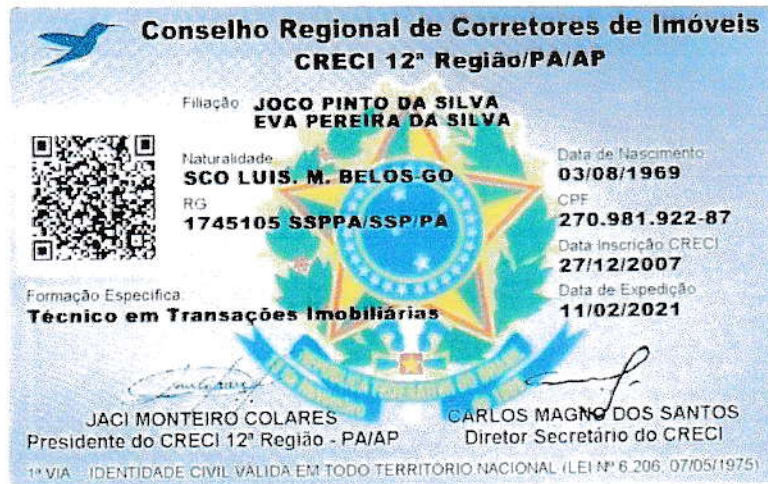 Conselho Regional de Corretores de Imóveis
CRECI 12ª Região/PA/AP
Filiação JOCO PINTO DA SILVA
EVA PEREIRA DA SILVA
Naturalidade
SCO LUIS. M. BELOS-GO
Data de Nascimento
03/08/1969
RG
1745105 SSPPA/SSP/PA
CPF
270.981.922-87
Data Inscrição CRECI
27/12/2007
Formação Especifica:
Técnico em Transações Imobiliárias
Data de Expedição
11/02/2021
JACI MONTEIRO COLARES
Presidente do CRECI 12ª Região - PA/AP
CARLOS MAGNO DOS SANTOS
Diretor Secretário do CRECI
1ª VIA IDENTIDADE CIVIL VÁLIDA EM TODO TERRITÓRIO NACIONAL (LEI Nº 6.206, 07/05/1975)